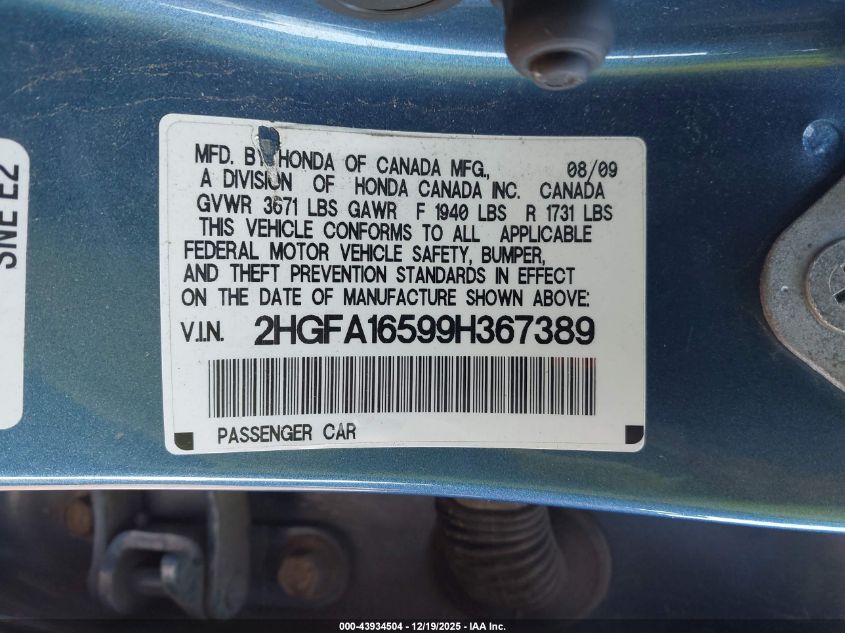 SNE E2
MFD. BY HONDA OF CANADA MFG., 08/09
A DIVISION OF HONDA CANADA INC. CANADA
GVWR 3671 LBS GAWR F 1940 LBS R 1731 LBS
THIS VEHICLE CONFORMS TO ALL APPLICABLE
FEDERAL MOTOR VEHICLE SAFETY, BUMPER,
AND THEFT PREVENTION STANDARDS IN EFFECT
ON THE DATE OF MANUFACTURE SHOWN ABOVE:
V.I.N. 2HGFA16599H367389
PASSENGER CAR
000-43934504 | 12/19/2025 - IAA Inc.